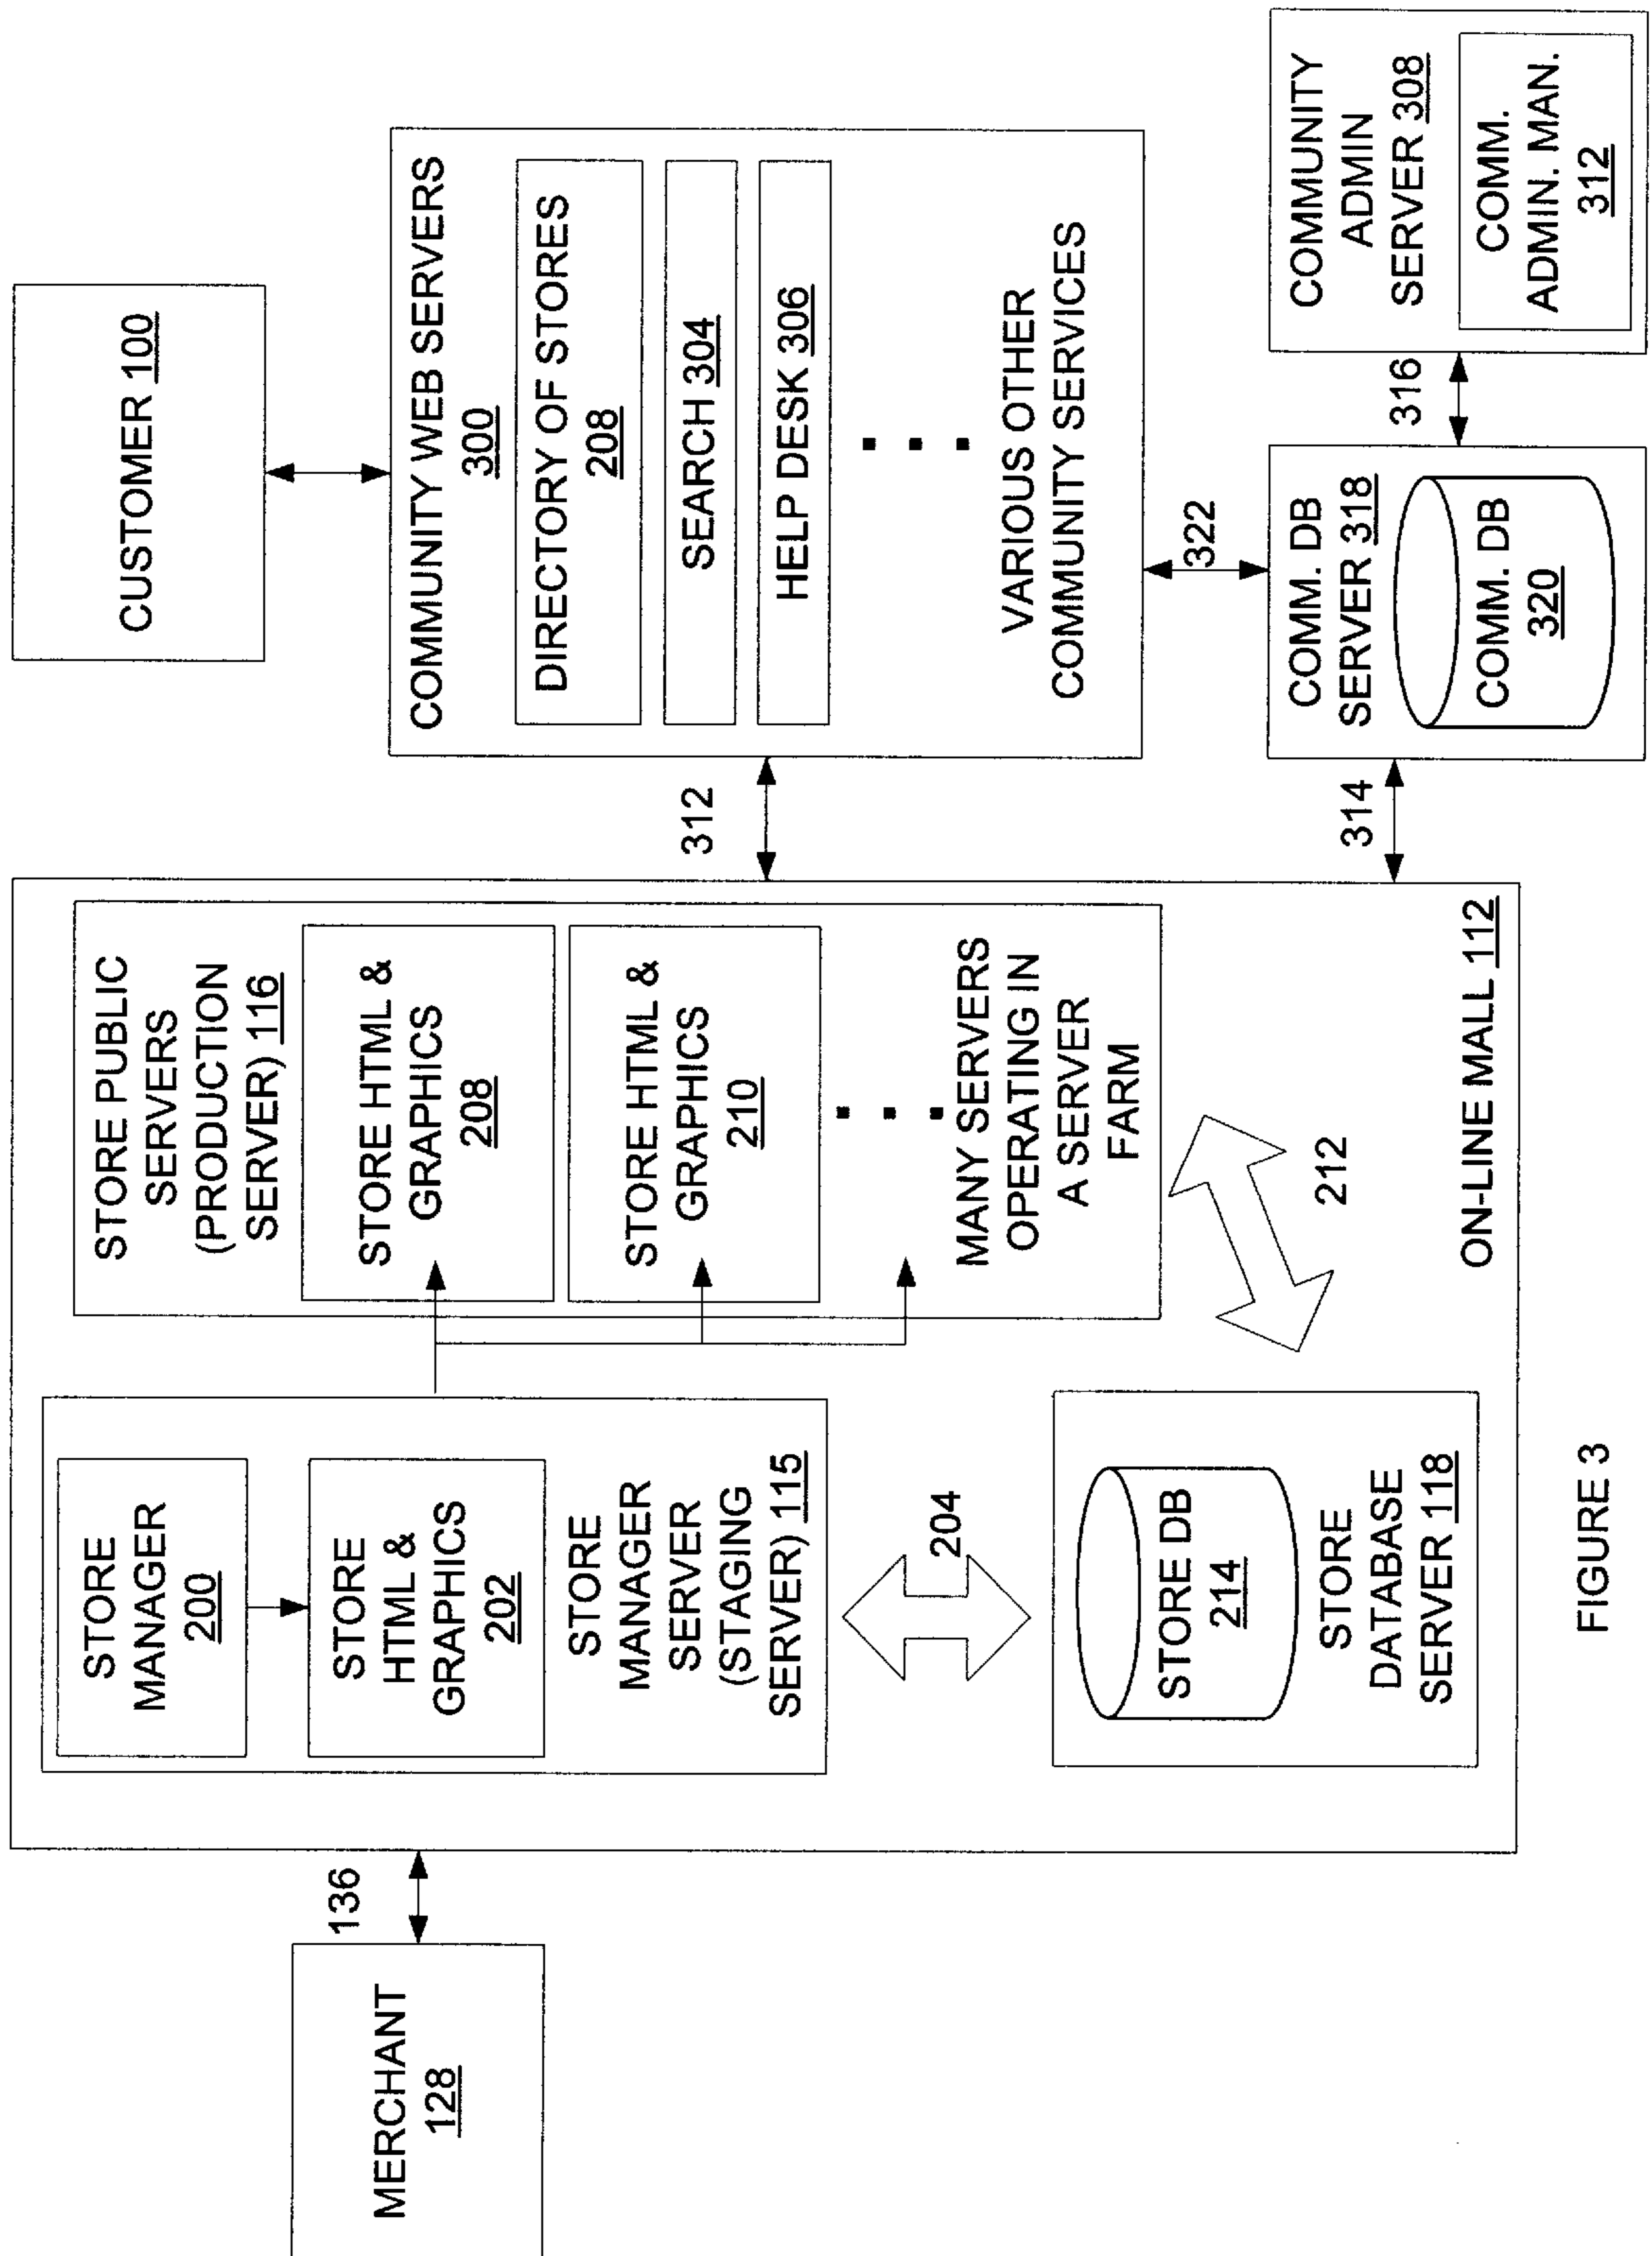 MERCHANT
128
136
STORE
MANAGER
200
STORE
HTML &
GRAPHICS
202
STORE
MANAGER
SERVER
(STAGING
SERVER) 115
204
STORE DB
214
STORE
DATABASE
SERVER 118
STORE PUBLIC
SERVERS
(PRODUCTION
SERVER) 116
STORE HTML &
GRAPHICS
208
STORE HTML &
GRAPHICS
210
MANY SERVERS
OPERATING IN
A SERVER
FARM
212
ON-LINE MALL 112
312
314
CUSTOMER 100
COMMUNITY WEB SERVERS
300
DIRECTORY OF STORES
208
SEARCH 304
HELP DESK 306
VARIOUS OTHER
COMMUNITY SERVICES
322
COMM. DB
SERVER 318
COMM. DB
320
316
COMMUNITY
ADMIN
SERVER 308
COMM.
ADMIN. MAN.
312
FIGURE 3